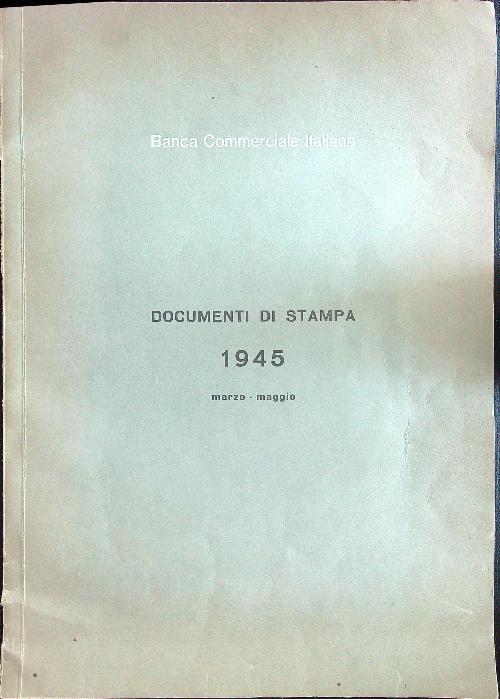 Banca Commerciale Italiana
DOCUMENTI DI STAMPA
1945
marzo - maggio